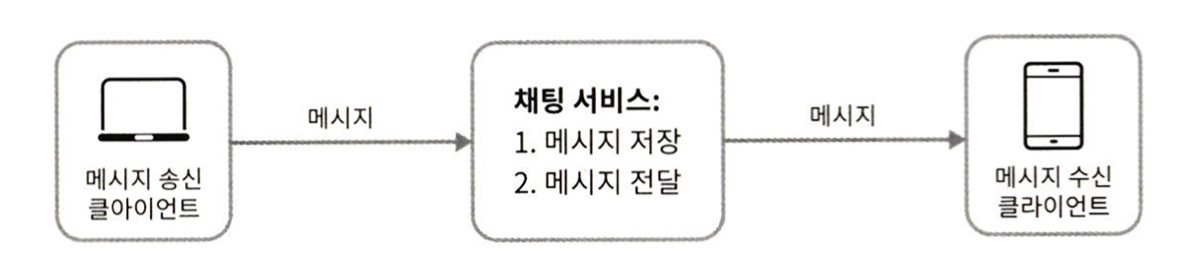 메시지 송신
클아이언트
메시지
채팅 서비스:
1. 메시지 저장
2. 메시지 전달
메시지
메시지 수신
클라이언트